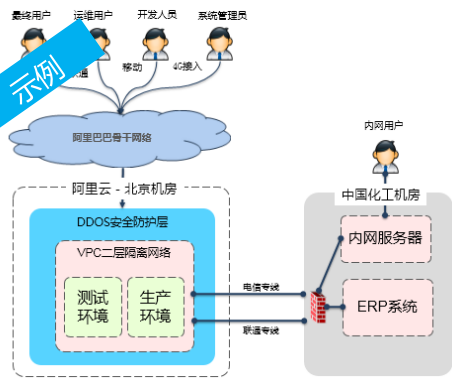 最终用户 运维用户 开发人员 系统管理员
示例
移动 4G接入
阿里巴巴骨干网络
内网用户
阿里云 - 北京机房
中国化工机房
DDOS安全防护层
VPC二层隔离网络
内网服务器
测试
环境
生产
环境
电信专线
ERP系统
联通专线